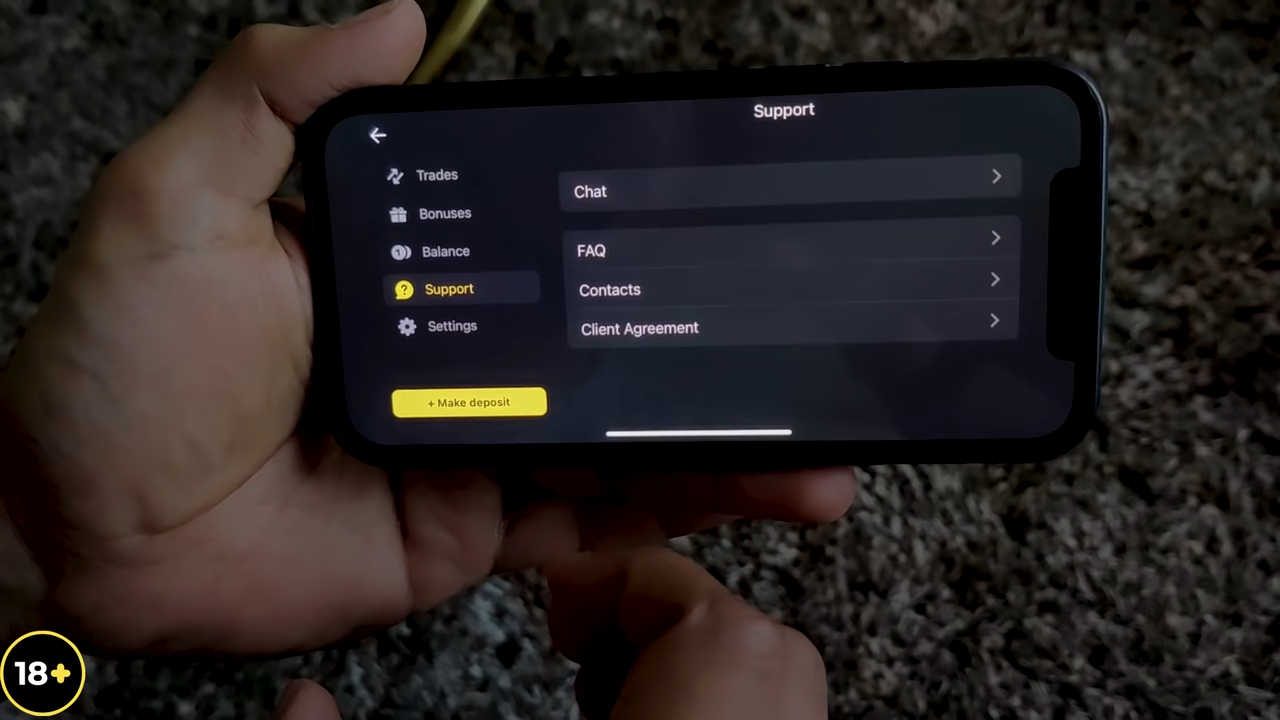 Support
Trades
Bonuses
Balance
Support
Settings
+ Make deposit
Chat
FAQ
Contacts
Client Agreement
18+